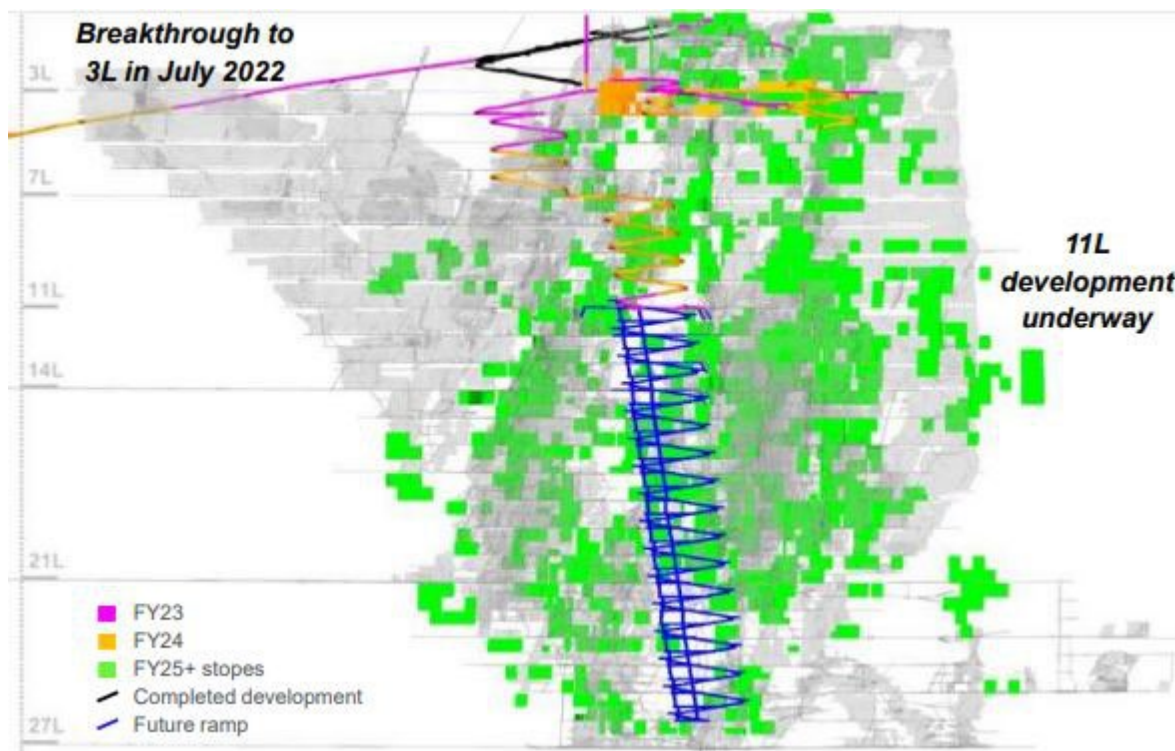 Breakthrough to
3L in July 2022
3L
7L
11L
11L
development
underway
14L
21L
FY23
FY24
FY25+ stopes
Completed development
Future ramp
27L